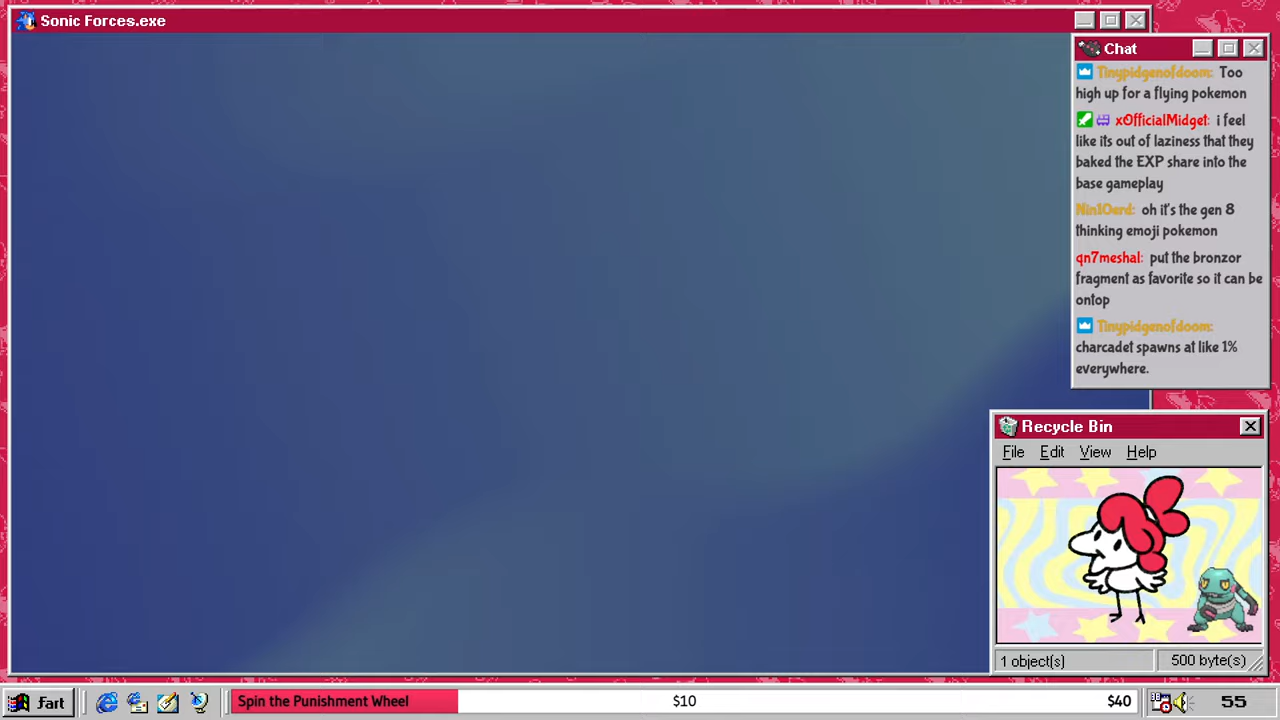 Sonic Forces.exe
Chat
Tinypidgenofdoom: Too
high up for a flying pokemon
xOfficialMidget: i feel
like its out of laziness that they
baked the EXP share into the
base gameplay
Nin10erd: oh it's the gen 8
thinking emoji pokemon
qn7meshal: put the bronzor
fragment as favorite so it can be
ontop
Tinypidgenofdoom:
charcadet spawns at like 1%
everywhere.
Recycle Bin
File Edit View Help
1 object(s) 500 byte(s)
fart Spin the Punishment Wheel $10 $40 55